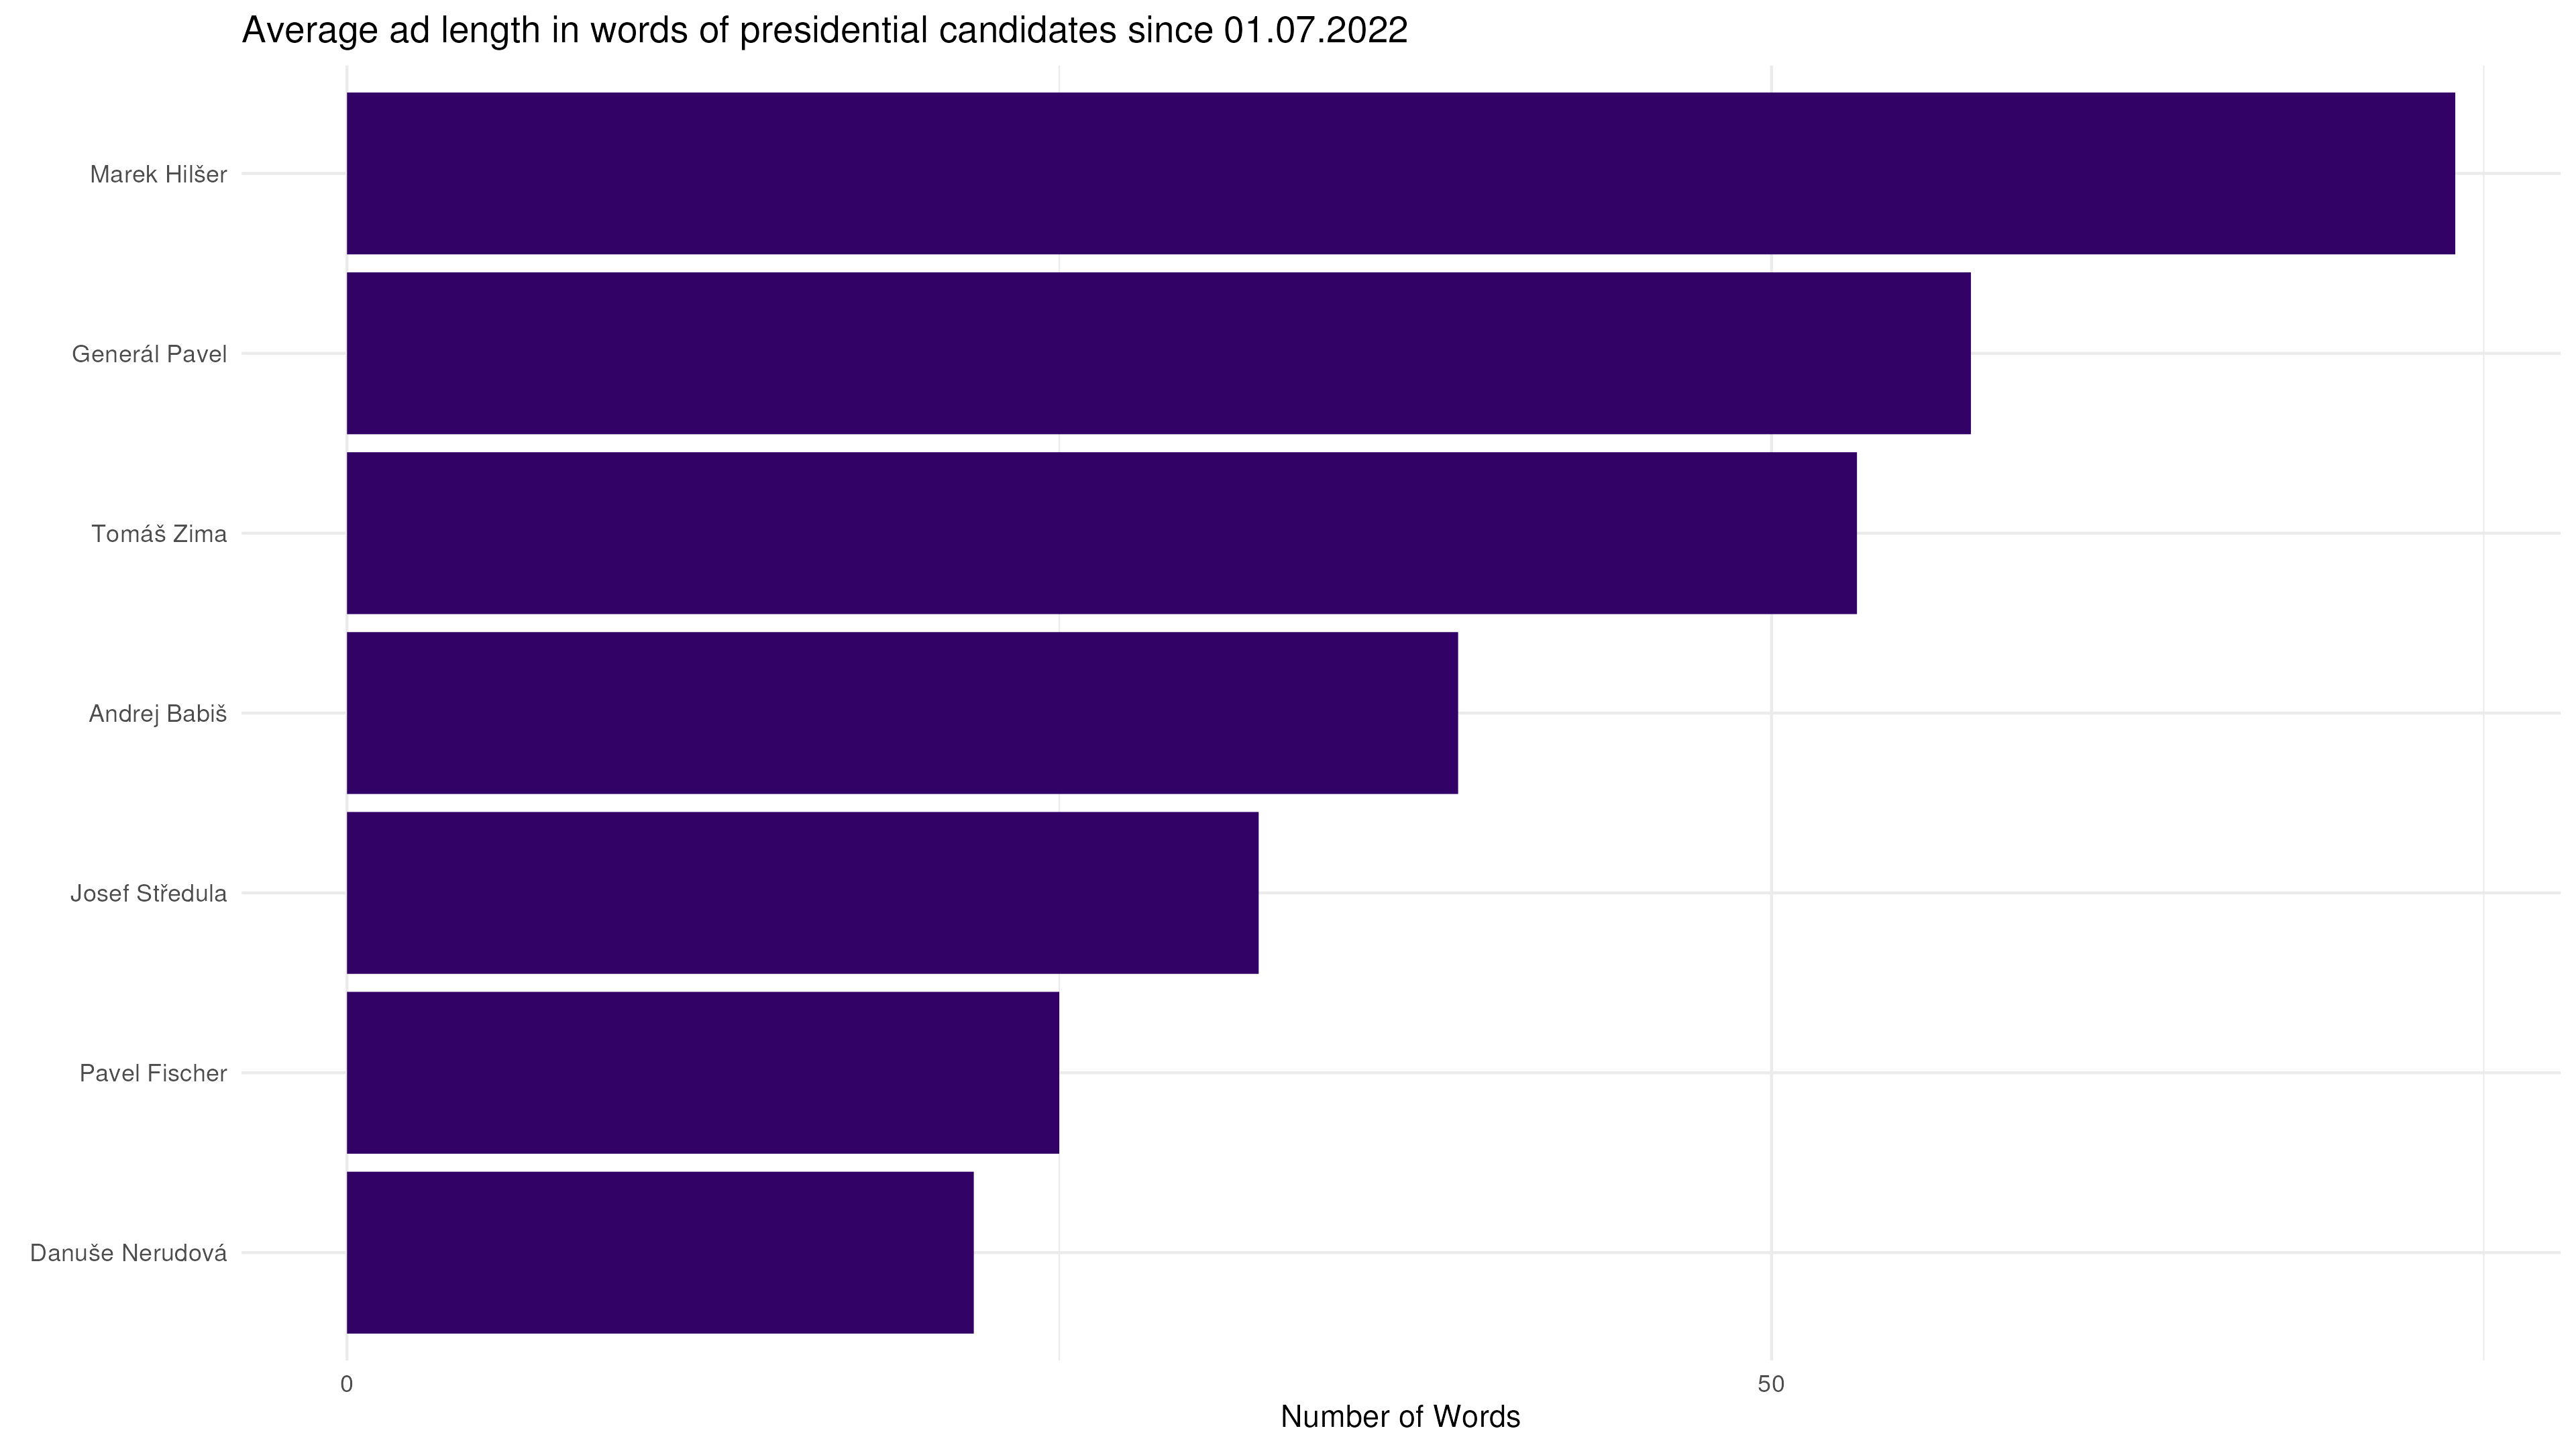 Average ad length in words of presidential candidates since 01.07.2022
Marek Hilšer
Generál Pavel
Tomáš Zima
Andrej Babiš
Josef Středula
Pavel Fischer
Danuše Nerudová
0
50
Number of Words